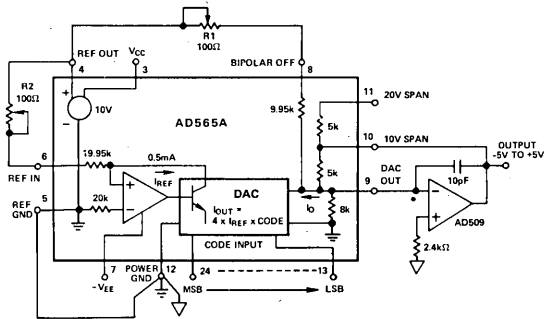 R1
100Ω
REF OUT
VCC
BIPOLAR OFF
4
3
8
R2
100Ω
+
10V
-
AD565A
9.95k
11
20V SPAN
5k
10
10V SPAN
5k
OUTPUT
-5V TO +5V
6
REF IN
19.95k
0.5mA
IREF
9
DAC
OUT
10pF
REF
GND
5
20k
+
-
DAC
IOUT =
4 x IREF x CODE
IO
8k
-
+
AD509
CODE INPUT
2.4kΩ
7
-VEE
POWER
GND
12
24
13
MSB
LSB